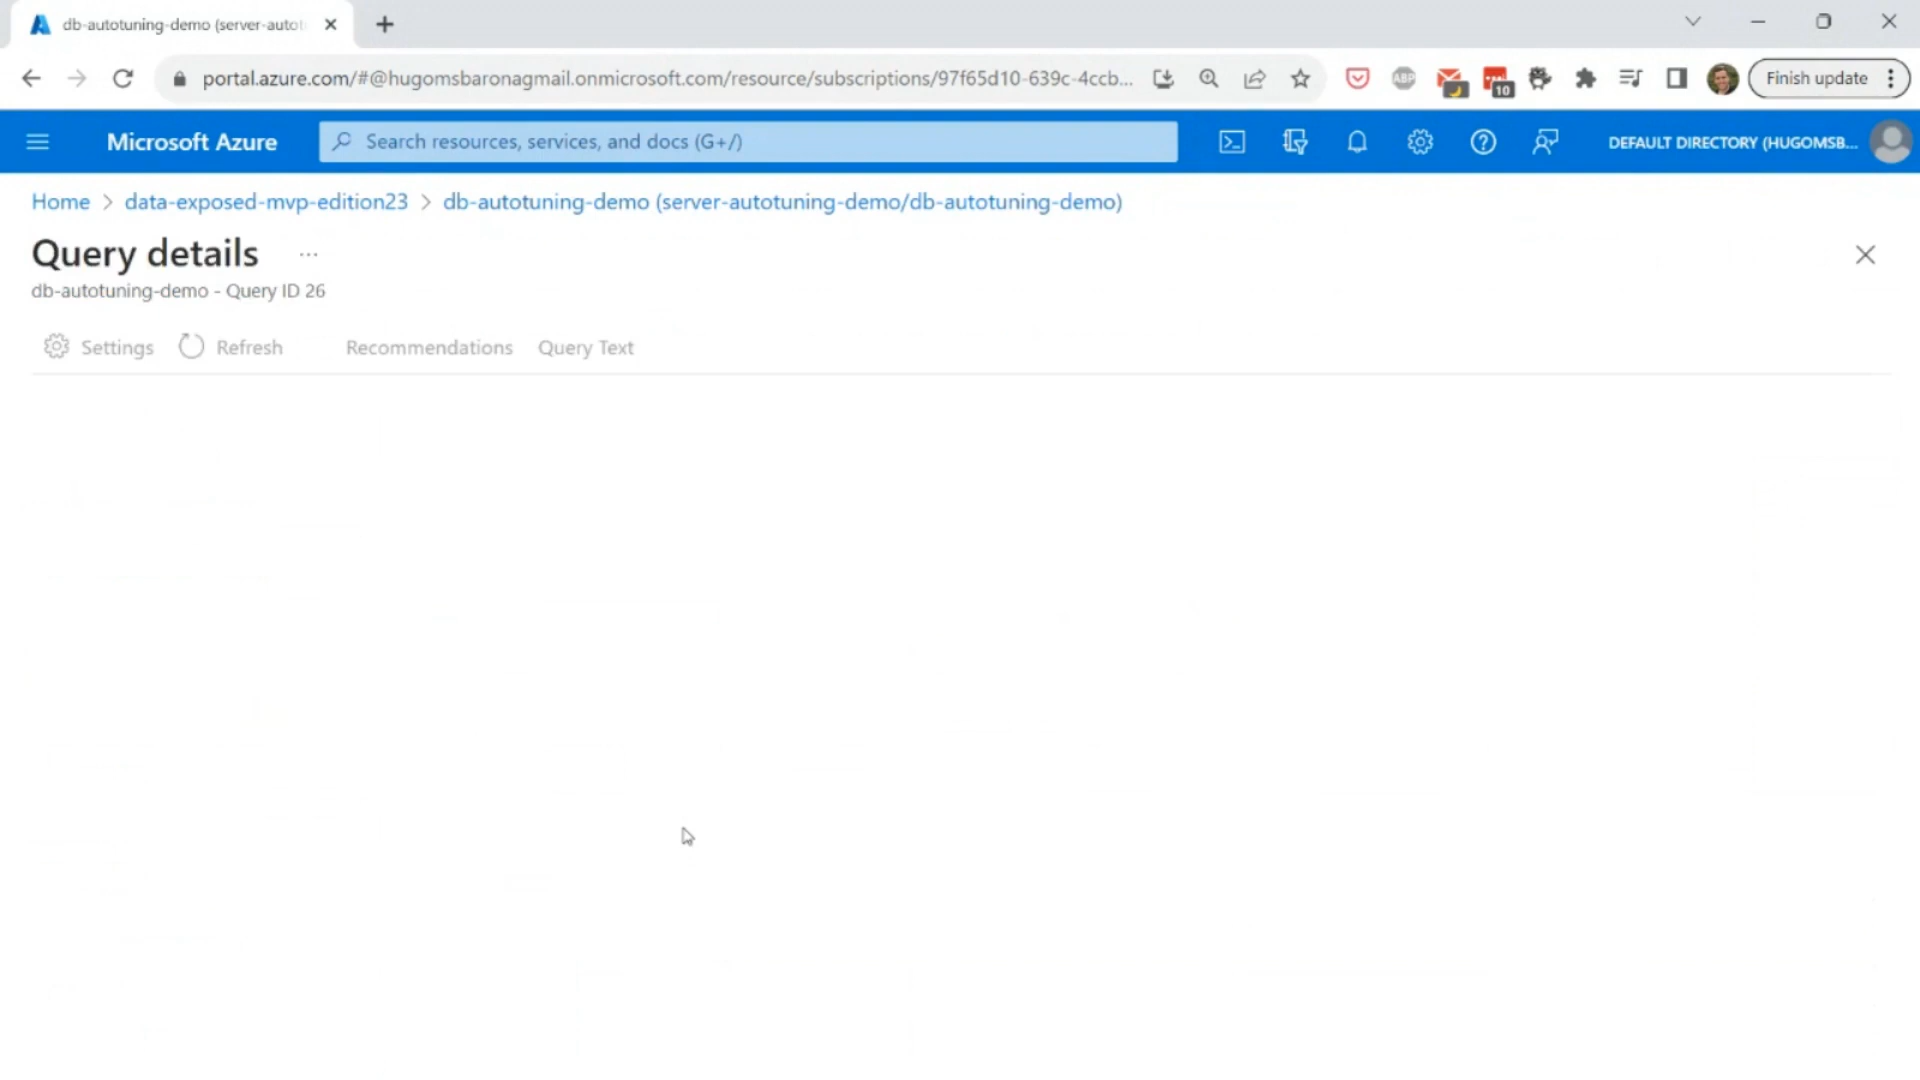 db-autotuning-demo (server-autot
portal.azure.com/#@hugomsbaronagmail.onmicrosoft.com/resource/subscriptions/97f65d10-639c-4ccb...
ABP
10
Finish update
Microsoft Azure
Search resources, services, and docs (G+/)
DEFAULT DIRECTORY (HUGOMSB...
Home > data-exposed-mvp-edition23 > db-autotuning-demo (server-autotuning-demo/db-autotuning-demo)
Query details ...
db-autotuning-demo - Query ID 26
Settings Refresh Recommendations Query Text